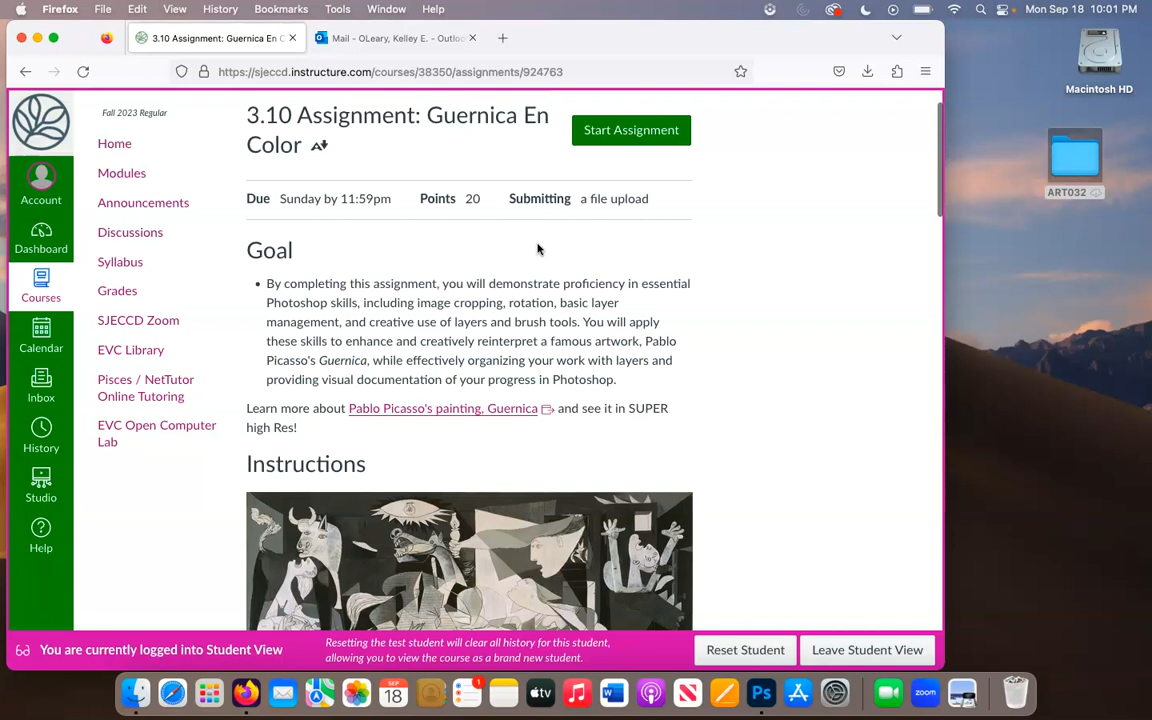 Firefox File Edit View History Bookmarks Tools Window Help Mon Sep 18 10:01 PM
3.10 Assignment: Guernica En C Mail - OLeary, Kelley E. - Outlo
https://sjeccd.instructure.com/courses/38350/assignments/924763
Macintosh HD
ART032
Account
Dashboard
Courses
Calendar
Inbox
History
Studio
Help
Fall 2023 Regular
Home
Modules
Announcements
Discussions
Syllabus
Grades
SJECCD Zoom
EVC Library
Pisces / NetTutor
Online Tutoring
EVC Open Computer
Lab
3.10 Assignment: Guernica En
Color
Start Assignment
Due Sunday by 11:59pm Points 20 Submitting a file upload
Goal
• By completing this assignment, you will demonstrate proficiency in essential
Photoshop skills, including image cropping, rotation, basic layer
management, and creative use of layers and brush tools. You will apply
these skills to enhance and creatively reinterpret a famous artwork, Pablo
Picasso's Guernica, while effectively organizing your work with layers and
providing visual documentation of your progress in Photoshop.
Learn more about Pablo Picasso's painting, Guernica and see it in SUPER
high Res!
Instructions
You are currently logged into Student View
Resetting the test student will clear all history for this student,
allowing you to view the course as a brand new student.
Reset Student
Leave Student View
SEP
18
1
tv
W
N
Ps
zoom